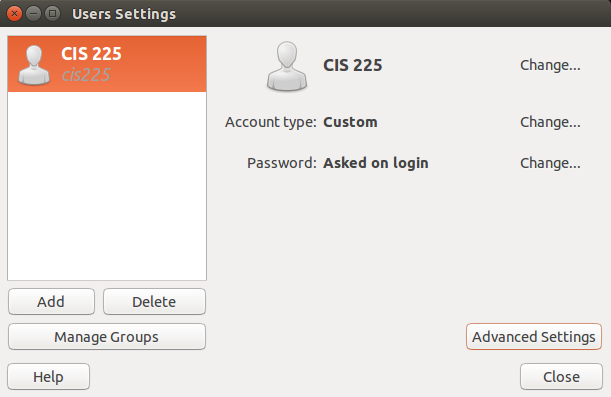 Users Settings
CIS 225
cis225
CIS 225 Change...
Account type: Custom Change...
Password: Asked on login Change...
Add Delete
Manage Groups Advanced Settings
Help Close